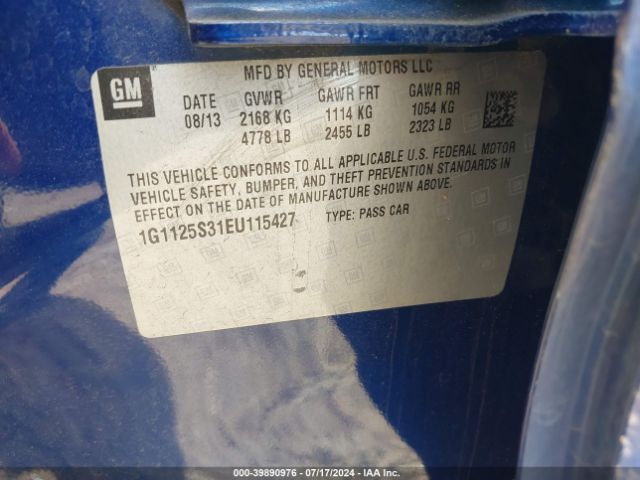 GM
MFD BY GENERAL MOTORS LLC
DATE GVWR GAWR FRT GAWR RR
08/13 2168 KG 1114 KG 1054 KG
4778 LB 2455 LB 2323 LB
THIS VEHICLE CONFORMS TO ALL APPLICABLE U.S. FEDERAL MOTOR
VEHICLE SAFETY, BUMPER, AND THEFT PREVENTION STANDARDS IN
EFFECT ON THE DATE OF MANUFACTURE SHOWN ABOVE.
1G1125S31EU115427 TYPE: PASS CAR
000-39890976 / 07/17/2024 - IAA Inc.